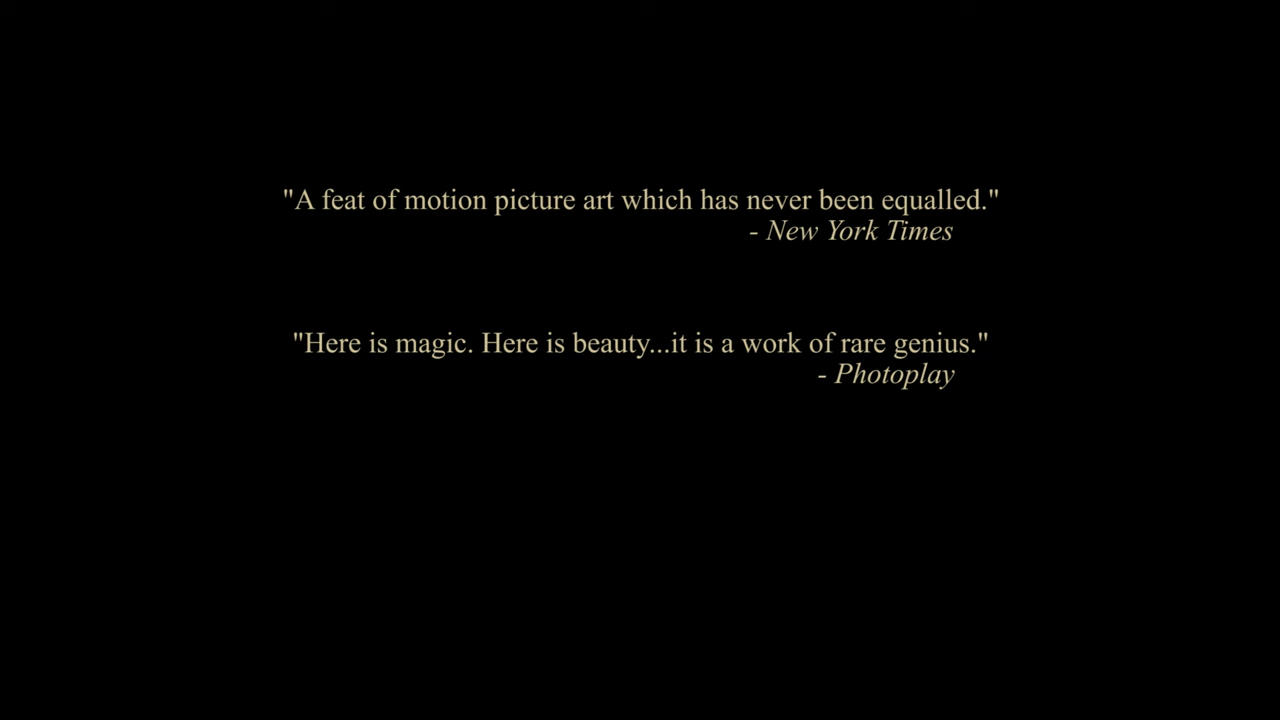 "A feat of motion picture art which has never been equalled."
- New York Times
"Here is magic. Here is beauty...it is a work of rare genius."
- Photoplay